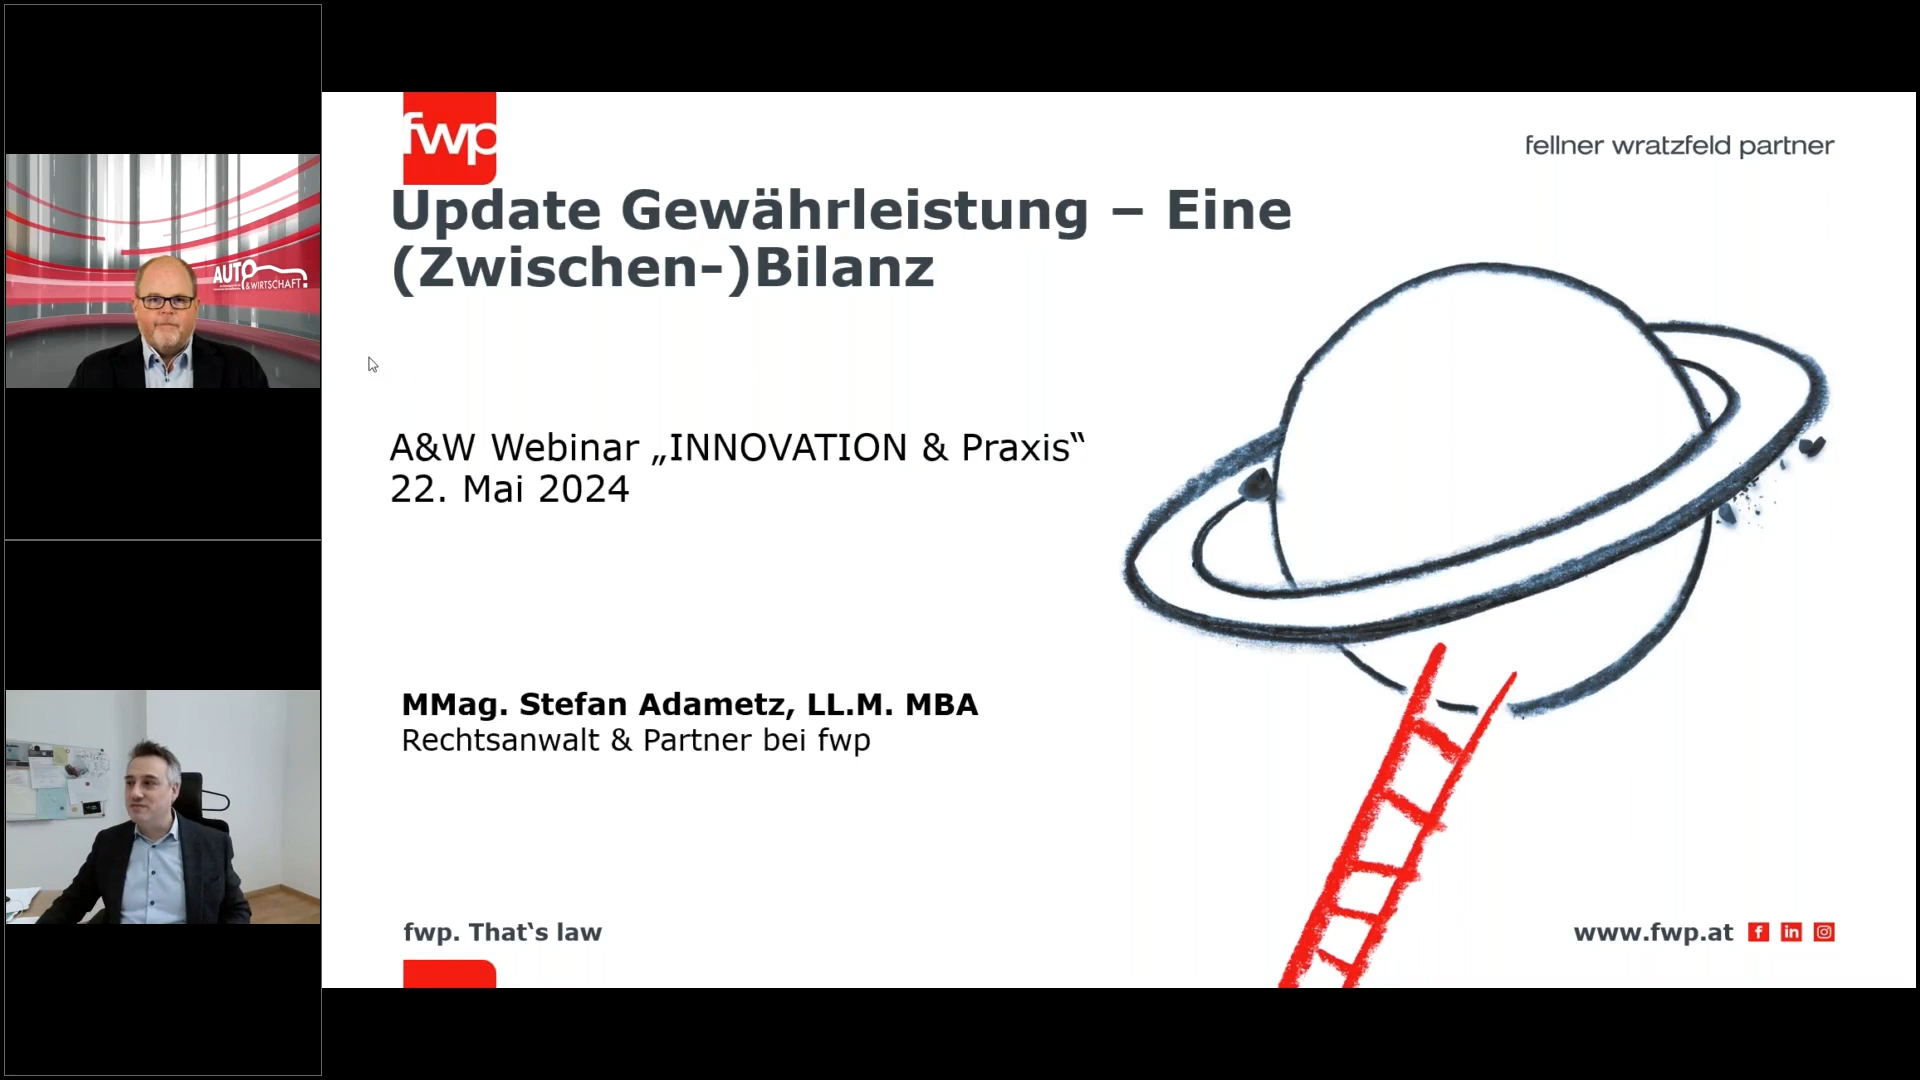 fwp
fellner wratzfeld partner
Update Gewährleistung – Eine
(Zwischen-)Bilanz
AUTO
&WIRTSCHAFT
A&W Webinar „INNOVATION & Praxis“
22. Mai 2024
MMag. Stefan Adametz, LL.M. MBA
Rechtsanwalt & Partner bei fwp
fwp. That‘s law
www.fwp.at